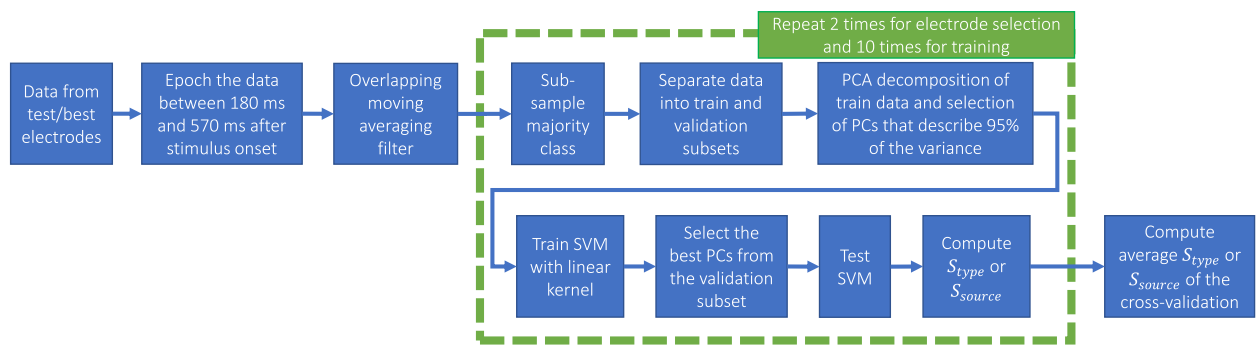 Repeat 2 times for electrode selection
and 10 times for training
Data from
test/best
electrodes
Epoch the data
between 180 ms
and 570 ms after
stimulus onset
Overlapping
moving
averaging
filter
Sub-
sample
majority
class
Separate data
into train and
validation
subsets
PCA decomposition of
train data and selection
of PCs that describe 95%
of the variance
Train SVM
with linear
kernel
Select the
best PCs from
the validation
subset
Test
SVM
Compute
S_type or
S_source
Compute
average S_type or
S_source of the
cross-validation